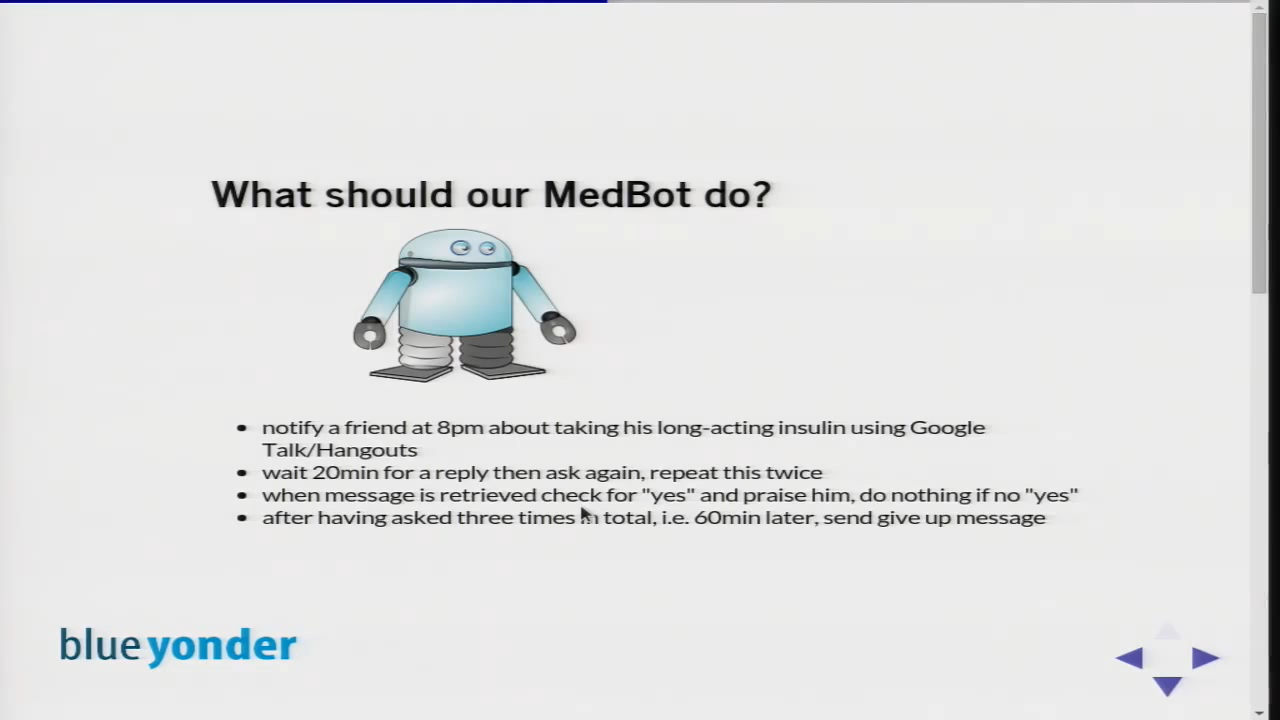 What should our MedBot do?
notify a friend at 8pm about taking his long-acting insulin using Google
Talk/Hangouts
wait 20min for a reply then ask again, repeat this twice
when message is retrieved check for "yes" and praise him, do nothing if no "yes"
after having asked three times in total, i.e. 60min later, send give up message
blueyonder